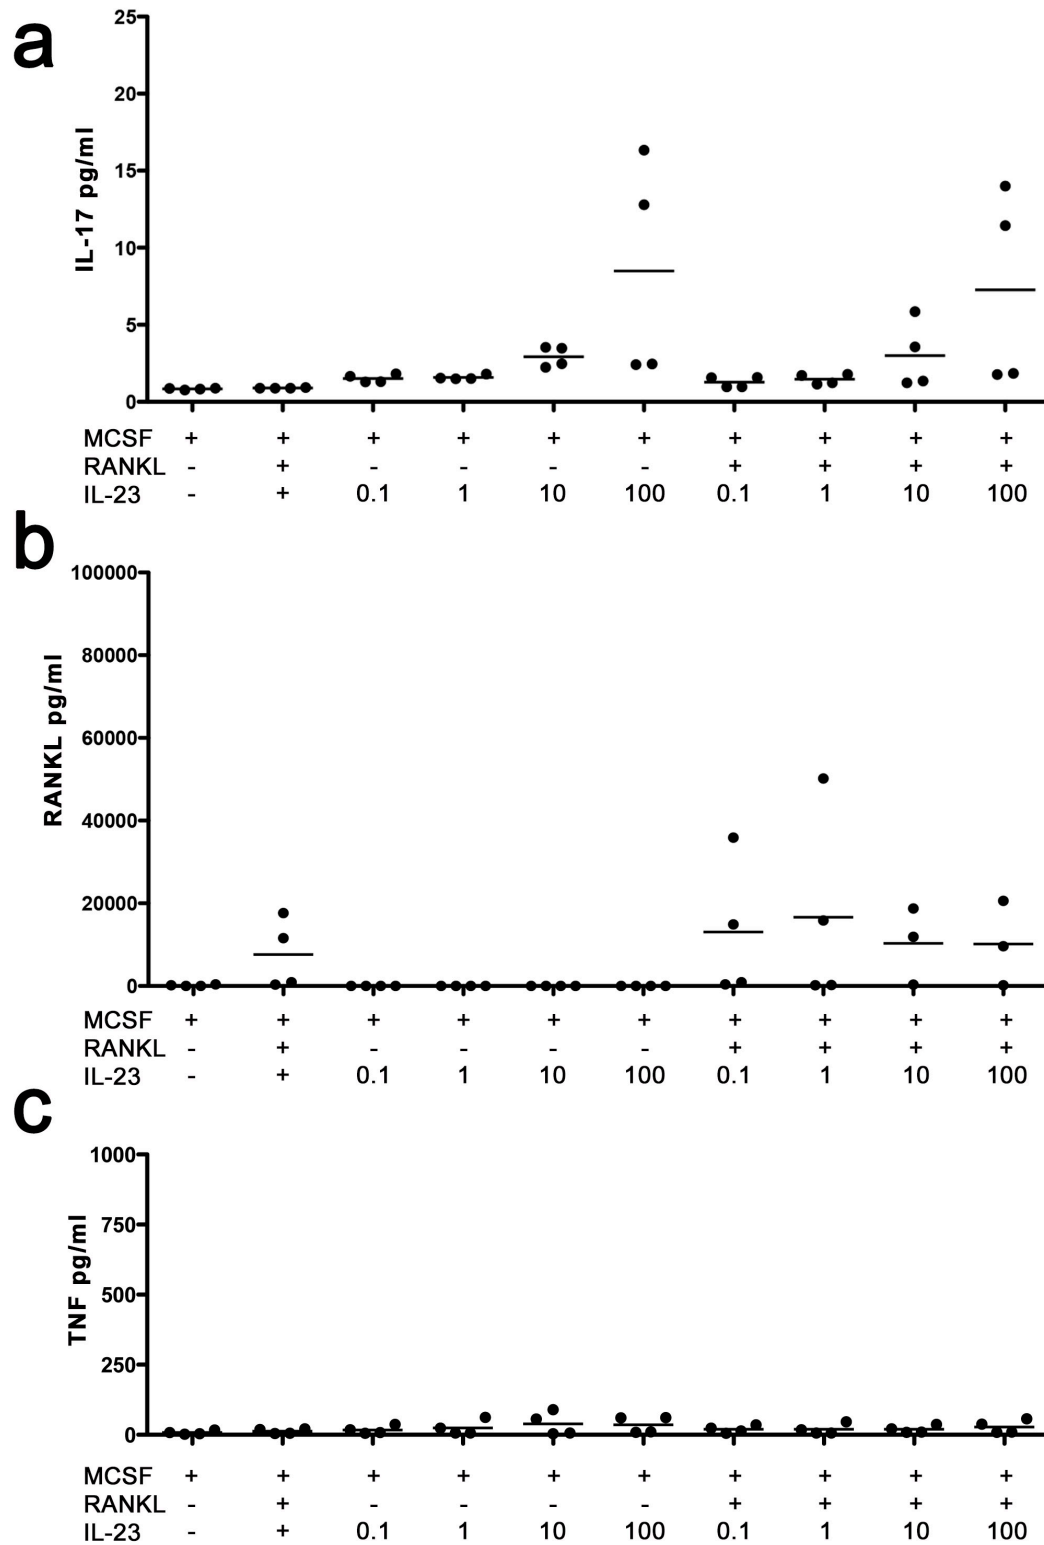 a
25
20
15
10
5
0
IL-17 pg/ml
MCSF + + + + + + + + + +
RANKL - + - - - - + + + +
IL-23 - + 0.1 1 10 100 0.1 1 10 100
b
100000
80000
60000
40000
20000
0
RANKL pg/ml
MCSF + + + + + + + + + +
RANKL - + - - - - + + + +
IL-23 - + 0.1 1 10 100 0.1 1 10 100
c
1000
750
500
250
0
TNF pg/ml
MCSF + + + + + + + + + +
RANKL - + - - - - + + + +
IL-23 - + 0.1 1 10 100 0.1 1 10 100